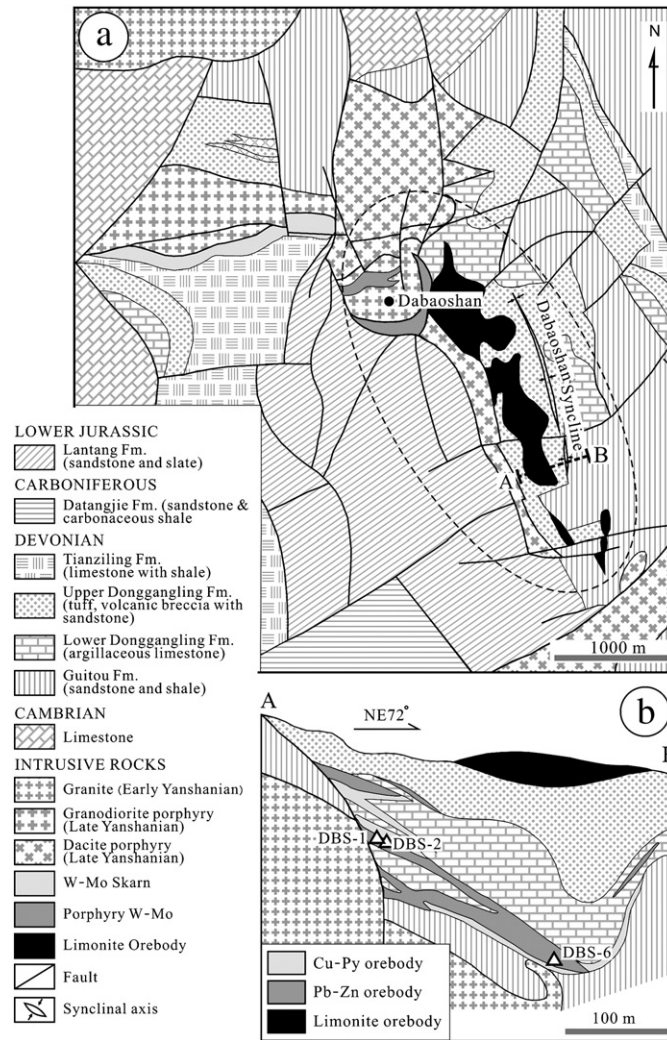 a
N
Dabaoshan
Dabaoshan Syncline
A
B
1000 m
LOWER JURASSIC
Lantang Fm.
(sandstone and slate)
CARBONIFEROUS
Datangjie Fm. (sandstone &
carbonaceous shale
DEVONIAN
Tianziling Fm.
(limestone with shale)
Upper Donggangling Fm.
(tuff, volcanic breccia with
sandstone)
Lower Donggangling Fm.
(argillaceous limestone)
Guitou Fm.
(sandstone and shale)
CAMBRIAN
Limestone
INTRUSIVE ROCKS
Granite (Early Yanshanian)
Granodiorite porphyry
(Late Yanshanian)
Dacite porphyry
(Late Yanshanian)
W-Mo Skarn
Porphyry W-Mo
Limonite Orebody
Fault
Synclinal axis
A
NE72°
b
DBS-1
DBS-2
DBS-6
Cu-Py orebody
Pb-Zn orebody
Limonite orebody
100 m